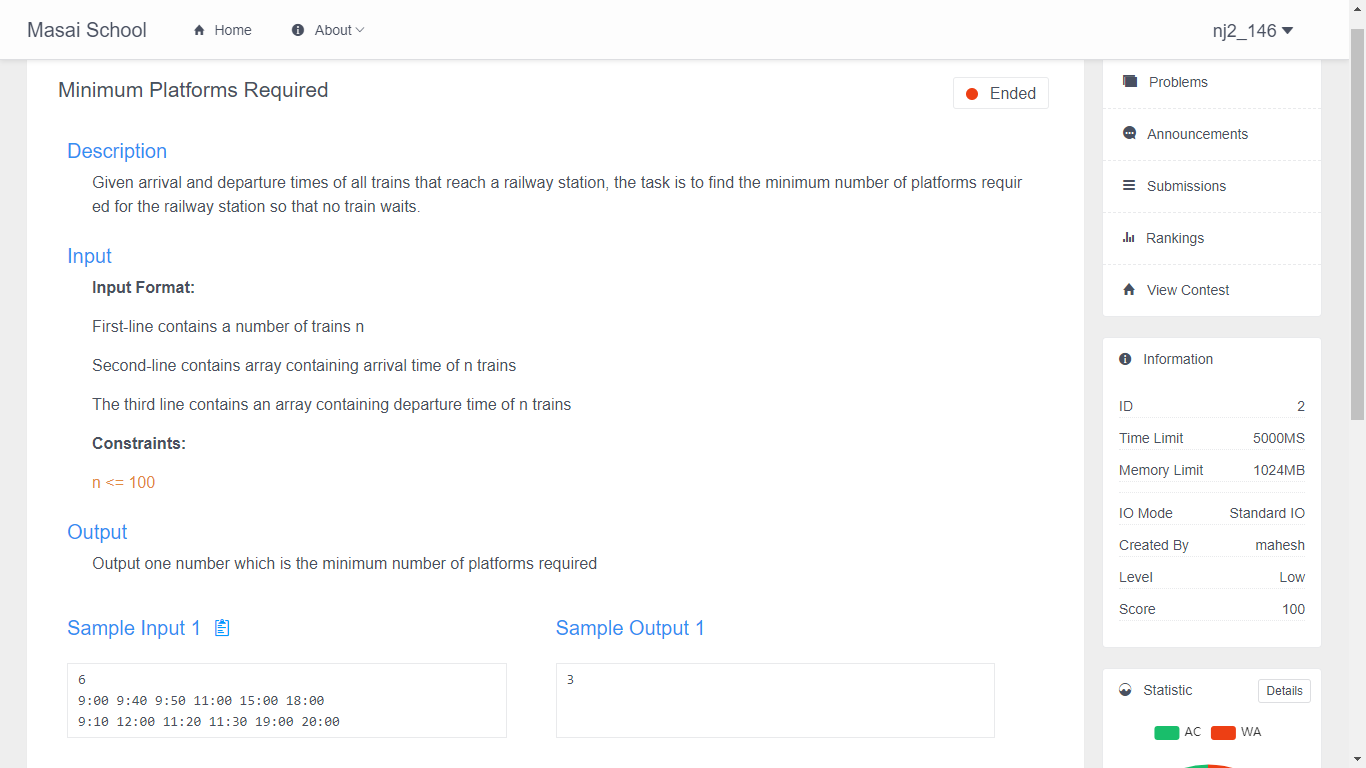 Masai School
Home
About
nj2_146
Minimum Platforms Required
Ended
Description
Given arrival and departure times of all trains that reach a railway station, the task is to find the minimum number of platforms requir
ed for the railway station so that no train waits.
Input
Input Format:
First-line contains a number of trains n
Second-line contains array containing arrival time of n trains
The third line contains an array containing departure time of n trains
Constraints:
n <= 100
Output
Output one number which is the minimum number of platforms required
Sample Input 1
6
9:00 9:40 9:50 11:00 15:00 18:00
9:10 12:00 11:20 11:30 19:00 20:00
Sample Output 1
3
Problems
Announcements
Submissions
Rankings
View Contest
Information
ID 2
Time Limit 5000MS
Memory Limit 1024MB
IO Mode Standard IO
Created By mahesh
Level Low
Score 100
Statistic Details
AC WA